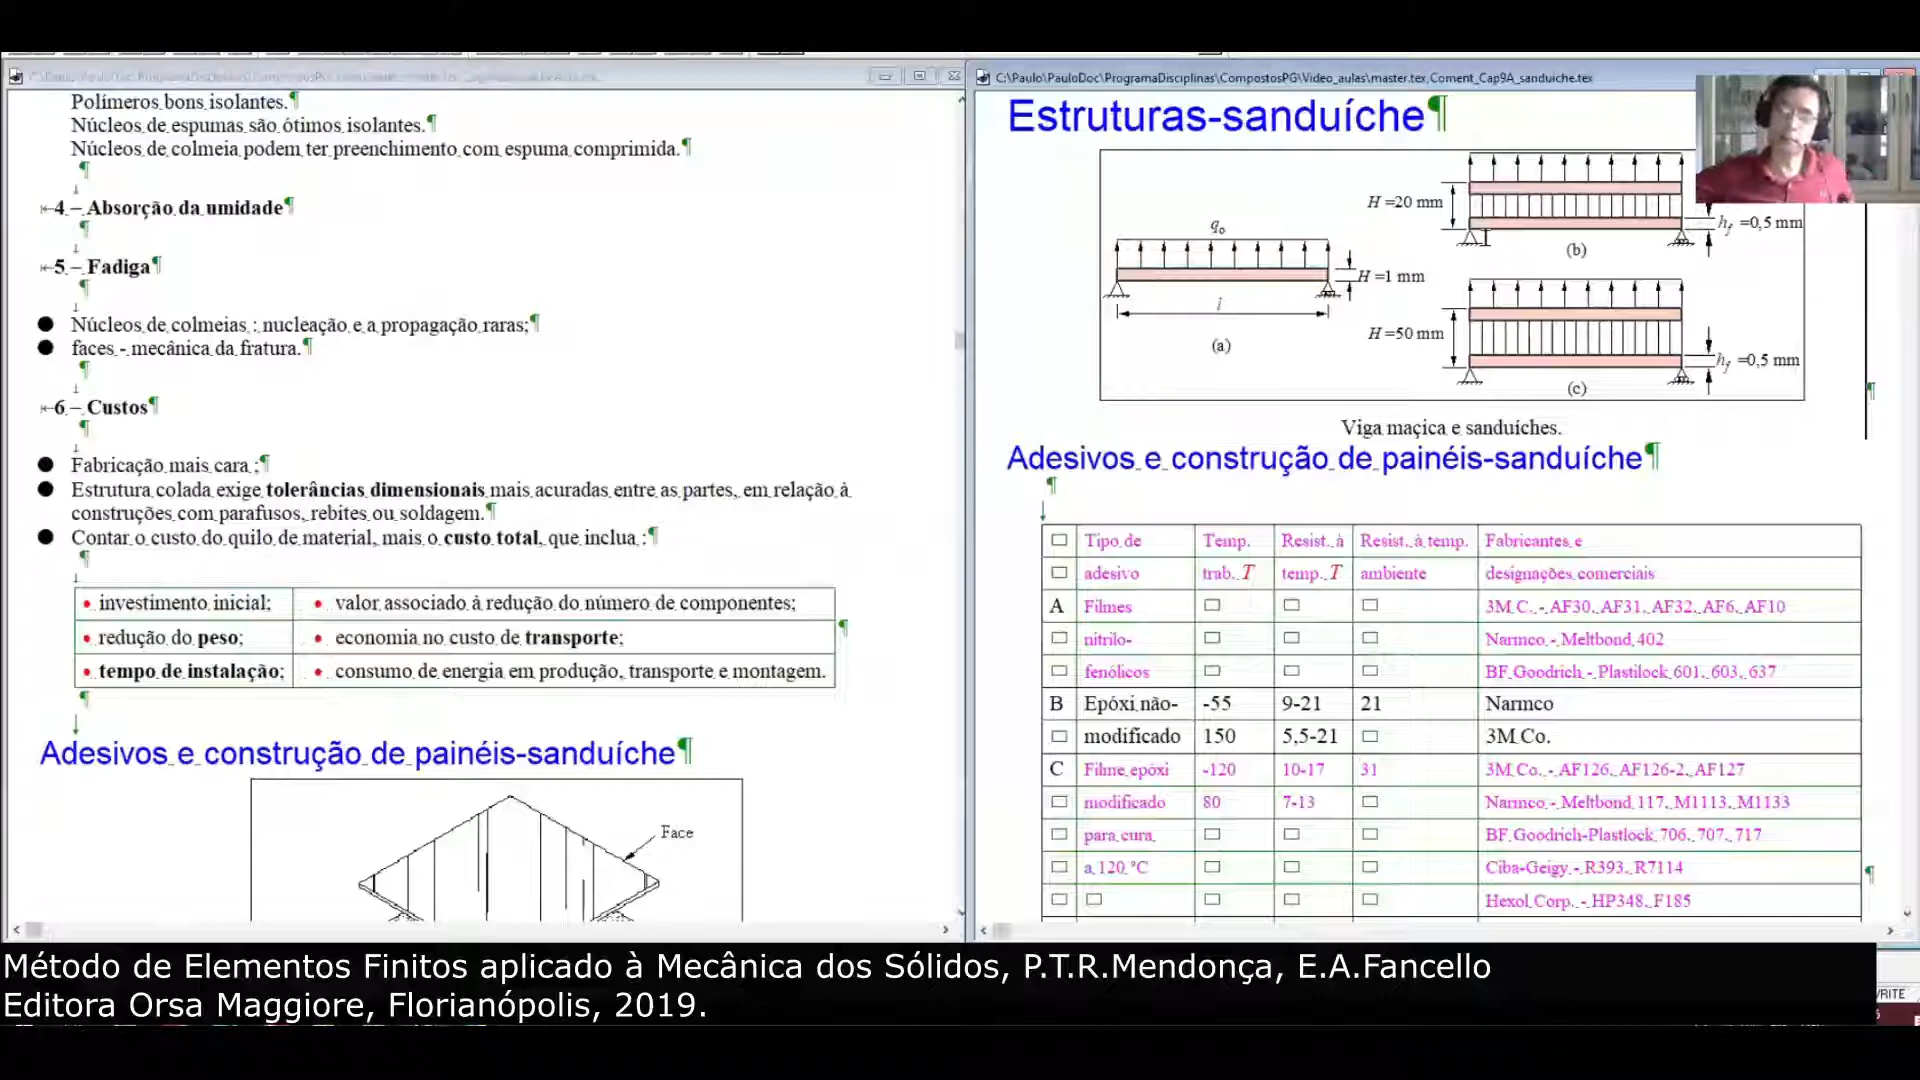 Polímeros bons isolantes.¶
Núcleos de espumas são ótimos isolantes.¶
Núcleos de colmeia podem ter preenchimento com espuma comprimida.¶
4 – Absorção da umidade¶
5 – Fadiga¶
● Núcleos de colmeias : nucleação e a propagação raras;¶
● faces - mecânica da fratura.¶
6 – Custos¶
● Fabricação mais cara ;¶
● Estrutura colada exige tolerâncias dimensionais mais acuradas entre as partes, em relação à
construções com parafusos, rebites ou soldagem.¶
● Contar o custo do quilo de material, mais o custo total, que inclua :¶
• investimento inicial; • valor associado à redução do número de componentes;
• redução do peso; • economia no custo de transporte;
• tempo de instalação; • consumo de energia em produção, transporte e montagem.
Adesivos e construção de painéis-sanduíche¶
Face
C:\Paulo\PauloDoc\ProgramaDisciplinas\CompostosPG\Video_aulas\master.tex,Coment_Cap9A_sanduiche.tex
Estruturas-sanduíche¶
q₀
H =1 mm
l
(a)
H =20 mm
h_f =0,5 mm
(b)
H =50 mm
h_f =0,5 mm
(c)
Viga maçica e sanduíches.
Adesivos e construção de painéis-sanduíche¶
Tipo de Temp. Resist. à Resist. à temp. Fabricantes e
adesivo trab. T temp. T ambiente designações comerciais
A Filmes 3M C. - AF30, AF31, AF32, AF6, AF10
nitrilo- Narmco - Meltbond 402
fenólicos BF Goodrich - Plastilock 601, 603, 637
B Epóxi não- -55 9-21 21 Narmco
modificado 150 5,5-21 3M Co.
C Filme epóxi -120 10-17 31 3M Co. - AF126, AF126-2, AF127
modificado 80 7-13 Narmco - Meltbond 117, M1113, M1133
para cura BF Goodrich-Plastlock 706, 707, 717
a 120 °C Ciba-Geigy - R393, R7114
Hexol Corp. - HP348, F185
Método de Elementos Finitos aplicado à Mecânica dos Sólidos, P.T.R.Mendonça, E.A.Fancello
Editora Orsa Maggiore, Florianópolis, 2019.